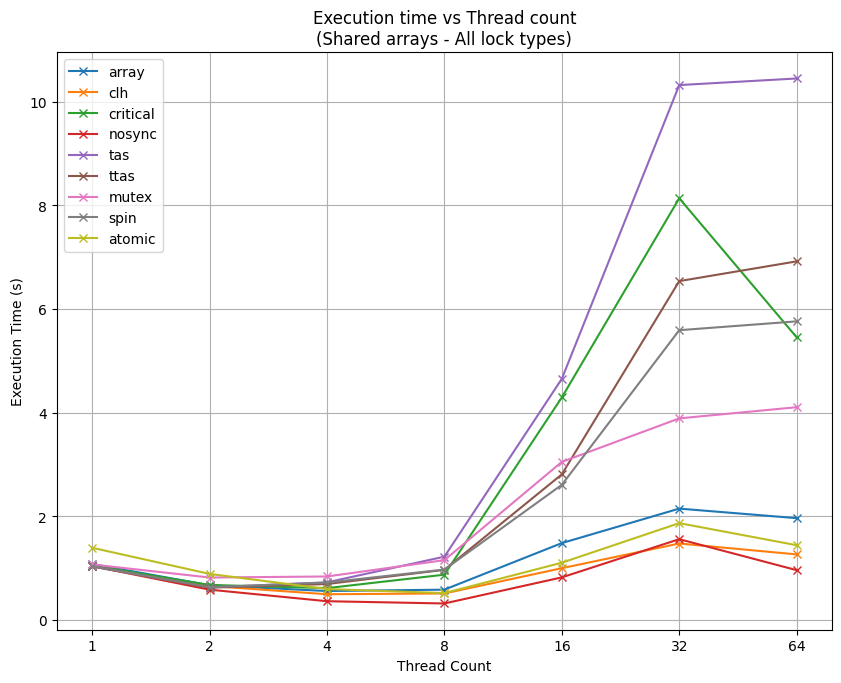 Execution time vs Thread count
(Shared arrays - All lock types)
array
clh
critical
nosync
tas
ttas
mutex
spin
atomic
Execution Time (s)
10
8
6
4
2
0
1 2 4 8 16 32 64
Thread Count